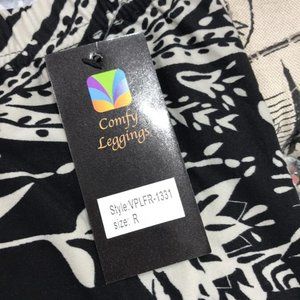 Comfy
Leggings
Style VPLFR-1331
size: R